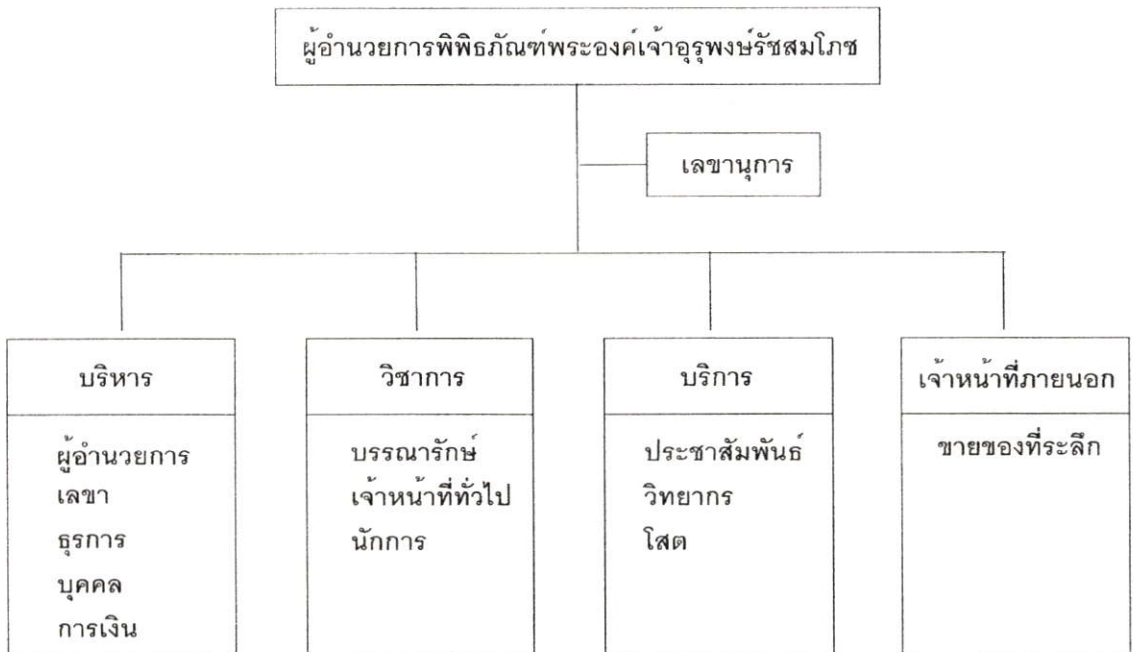 ผู้อำนวยการพิพิธภัณฑ์พระองค์เจ้าอุรุพงษ์รัชสมโภช
เลขานุการ
บริหาร
ผู้อำนวยการ
เลขา
ธุรการ
บุคคล
การเงิน
วิชาการ
บรรณารักษ์
เจ้าหน้าที่ทั่วไป
นักการ
บริการ
ประชาสัมพันธ์
วิทยากร
โสต
เจ้าหน้าที่ภายนอก
ขายของที่ระลึก